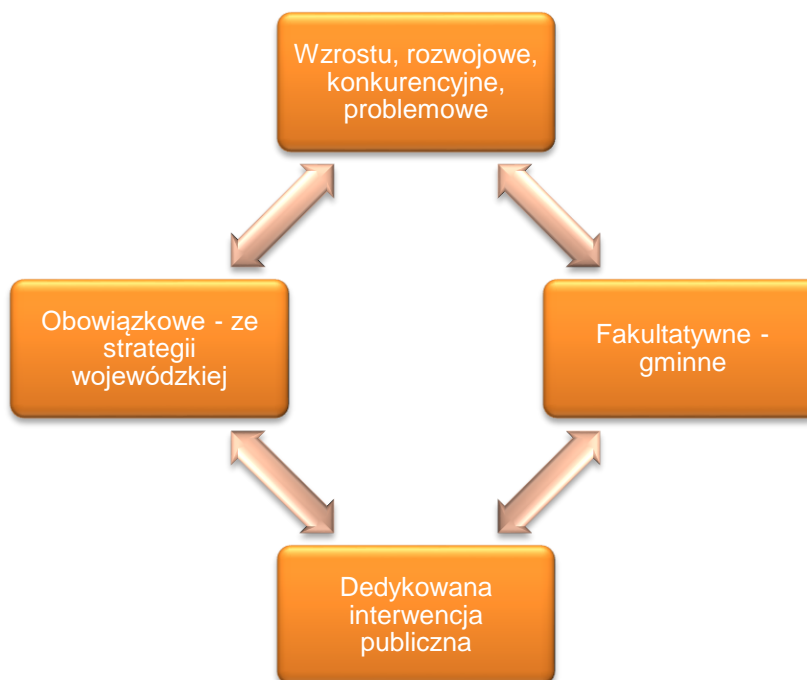 Wzrostu, rozwojowe,
konkurencyjne,
problemowe
Obowiązkowe - ze
strategii
wojewódzkiej
Fakultatywne -
gminne
Dedykowana
interwencja
publiczna